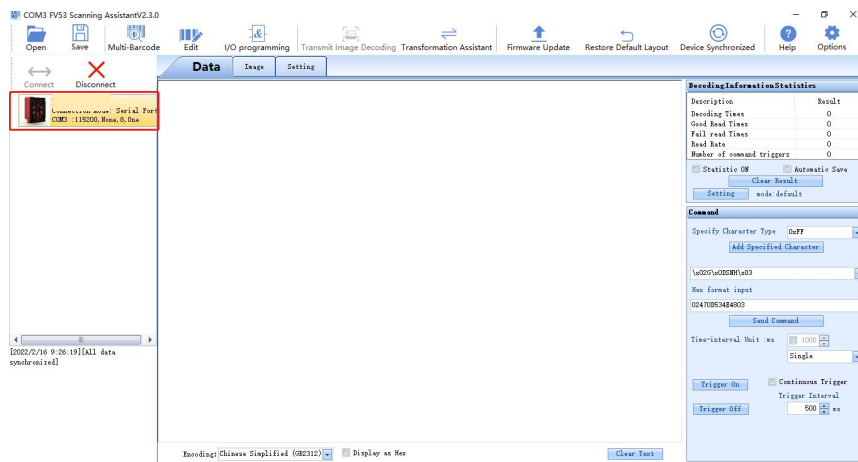 COM3 FV53 Scanning AssistantV2.3.0
Open
Save
Multi-Barcode
Edit
I/O programming
Transmit Image Decoding
Transformation Assistant
Firmware Update
Restore Default Layout
Device Synchronized
Help
Options
Connect
Disconnect
Data
Image
Setting
Serial Port
COM3 :115200,None,8,One
[2022/2/16 9:26:19][All data
synchronized]
Encoding: Chinese Simplified (GB2312)
Display as Hex
Clear Text
DecodingInformationStatistics
Description Result
Decoding Times 0
Good Read Times 0
Fail read Times 0
Read Rate 0
Number of command triggers 0
Statistic ON
Automatic Save
Clear Result
Setting mode:default
Command
Specify Character Type 0xFF
Add Specified Character
Hex format input
Send Command
Time-interval Unit :ms 1000
Single
Trigger On
Continuous Trigger
Trigger Interval
Trigger Off
500 ms